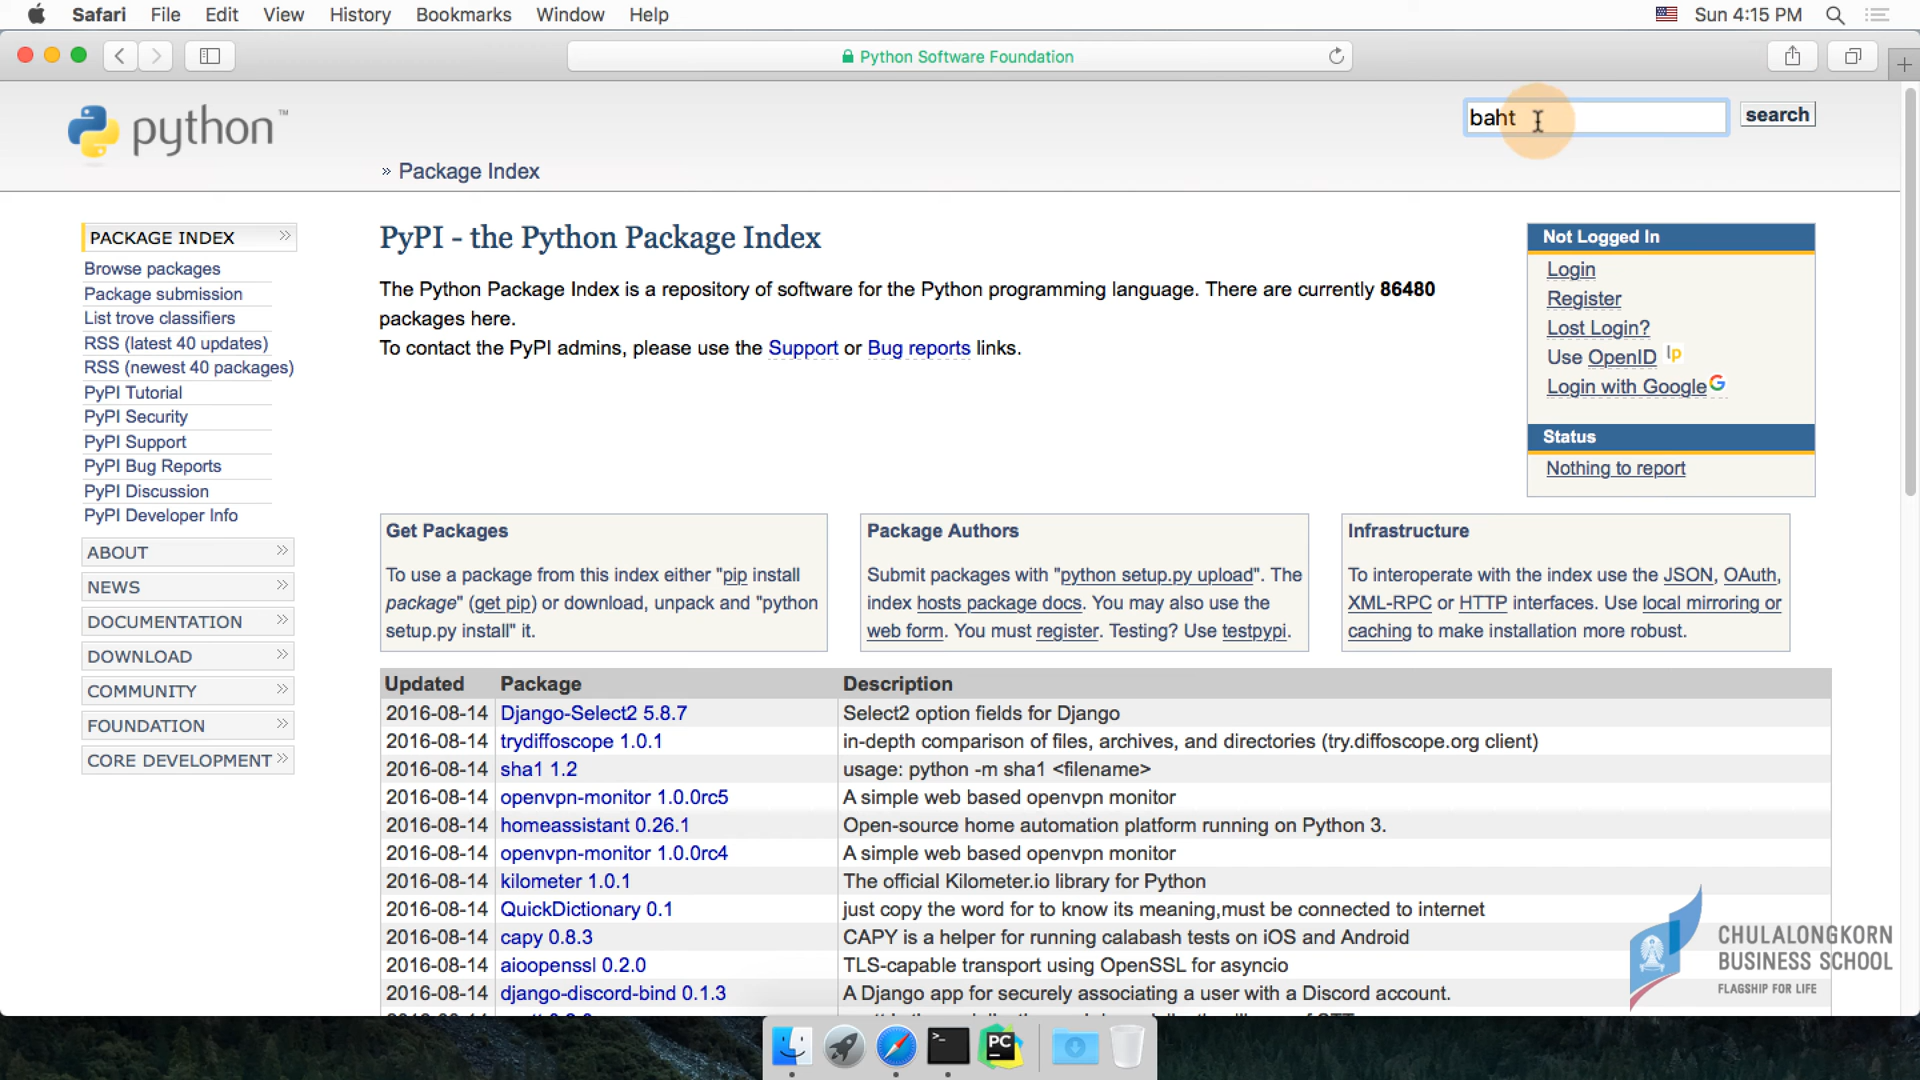 Safari File Edit View History Bookmarks Window Help Sun 4:15 PM
Python Software Foundation
python™
baht search
» Package Index
PACKAGE INDEX »
Browse packages
Package submission
List trove classifiers
RSS (latest 40 updates)
RSS (newest 40 packages)
PyPI Tutorial
PyPI Security
PyPI Support
PyPI Bug Reports
PyPI Discussion
PyPI Developer Info
ABOUT »
NEWS »
DOCUMENTATION »
DOWNLOAD »
COMMUNITY »
FOUNDATION »
CORE DEVELOPMENT »
PyPI - the Python Package Index
The Python Package Index is a repository of software for the Python programming language. There are currently 86480
packages here.
To contact the PyPI admins, please use the Support or Bug reports links.
Not Logged In
Login
Register
Lost Login?
Use OpenID lp
Login with Google G
Status
Nothing to report
Get Packages
To use a package from this index either "pip install
package" (get pip) or download, unpack and "python
setup.py install" it.
Package Authors
Submit packages with "python setup.py upload". The
index hosts package docs. You may also use the
web form. You must register. Testing? Use testpypi.
Infrastructure
To interoperate with the index use the JSON, OAuth,
XML-RPC or HTTP interfaces. Use local mirroring or
caching to make installation more robust.
Updated Package Description
2016-08-14 Django-Select2 5.8.7 Select2 option fields for Django
2016-08-14 trydiffoscope 1.0.1 in-depth comparison of files, archives, and directories (try.diffoscope.org client)
2016-08-14 sha1 1.2 usage: python -m sha1 <filename>
2016-08-14 openvpn-monitor 1.0.0rc5 A simple web based openvpn monitor
2016-08-14 homeassistant 0.26.1 Open-source home automation platform running on Python 3.
2016-08-14 openvpn-monitor 1.0.0rc4 A simple web based openvpn monitor
2016-08-14 kilometer 1.0.1 The official Kilometer.io library for Python
2016-08-14 QuickDictionary 0.1 just copy the word for to know its meaning,must be connected to internet
2016-08-14 capy 0.8.3 CAPY is a helper for running calabash tests on iOS and Android
2016-08-14 aioopenssl 0.2.0 TLS-capable transport using OpenSSL for asyncio
2016-08-14 django-discord-bind 0.1.3 A Django app for securely associating a user with a Discord account.
CHULALONGKORN
BUSINESS SCHOOL
FLAGSHIP FOR LIFE
PC